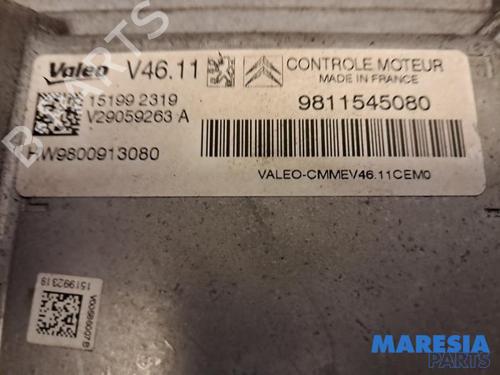 Valeo V46.11 CONTROLE MOTEUR
MADE IN FRANCE
15199 2319
V29059263 A
9811545080
HW9800913080
VALEO-CMMEV46.11CEM0
151992319
B PARTS
MARESIA
PARTS